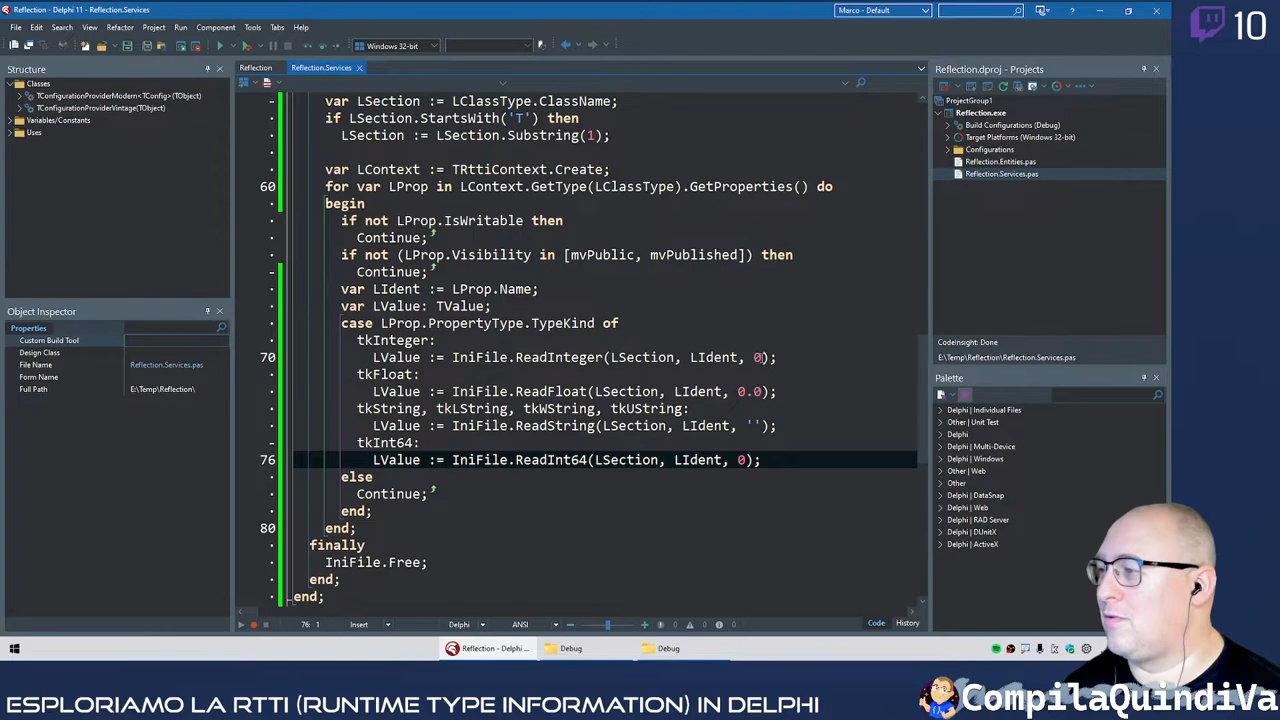 Reflection - Delphi 11 - Reflection.Services
Marco - Default
10
File Edit Search View Refactor Project Run Component Tools Tabs Help
Windows 32-bit
Structure
Classes
TConfigurationProviderModern<TConfig>(TObject)
TConfigurationProviderVintage(TObject)
Variables/Constants
Uses
Object Inspector
Properties
Custom Build Tool
Design Class
File Name Reflection.Services.pas
Form Name
Full Path E:\Temp\Reflection\
Reflection Reflection.Services
var LSection := LClassType.ClassName;
if LSection.StartsWith('T') then
LSection := LSection.Substring(1);
var LContext := TRttiContext.Create;
60 for var LProp in LContext.GetType(LClassType).GetProperties() do
begin
if not LProp.IsWritable then
Continue;
if not (LProp.Visibility in [mvPublic, mvPublished]) then
Continue;
var LIdent := LProp.Name;
var LValue: TValue;
case LProp.PropertyType.TypeKind of
tkInteger:
70 LValue := IniFile.ReadInteger(LSection, LIdent, 0);
tkFloat:
LValue := IniFile.ReadFloat(LSection, LIdent, 0.0);
tkString, tkLString, tkWString, tkUString:
LValue := IniFile.ReadString(LSection, LIdent, '');
tkInt64:
76 LValue := IniFile.ReadInt64(LSection, LIdent, 0);
else
Continue;
end;
80 end;
finally
IniFile.Free;
end;
end;
76: 1 Insert Delphi ANSI 0 0 0 Code History
Reflection.dproj - Projects
ProjectGroup1
Reflection.exe
Build Configurations (Debug)
Target Platforms (Windows 32-bit)
Configurations
Reflection.Entities.pas
Reflection.Services.pas
CodeInsight: Done
E:\Temp\Reflection\Reflection.Services.pas
Palette
Delphi | Individual Files
Other | Unit Test
Delphi
Delphi | Multi-Device
Delphi | Windows
Other | Web
Other
Delphi | DataSnap
Delphi | Web
Delphi | RAD Server
Delphi | DUnitX
Delphi | ActiveX
Reflection - Delphi ... Debug Debug
ESPLORIAMO LA RTTI (RUNTIME TYPE INFORMATION) IN DELPHI
CompilaQuindiVa